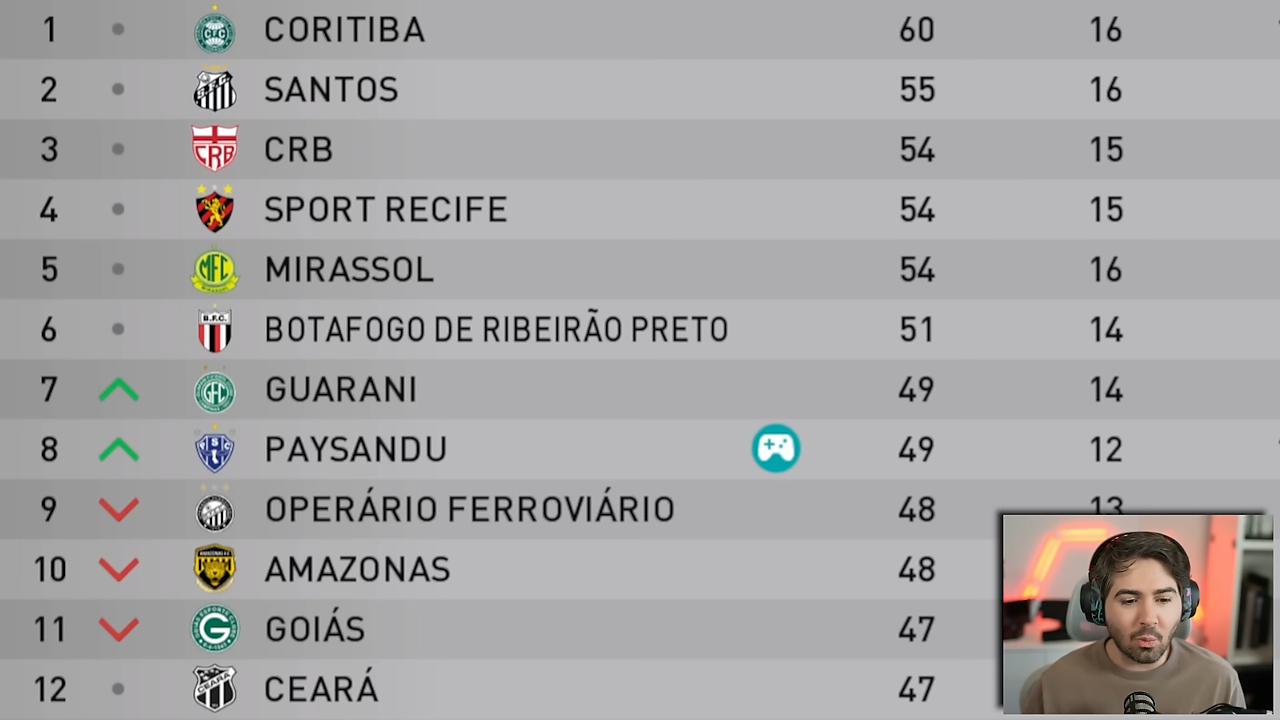 1 CORITIBA 60 16
2 SANTOS 55 16
3 CRB 54 15
4 SPORT RECIFE 54 15
5 MIRASSOL 54 16
6 BOTAFOGO DE RIBEIRÃO PRETO 51 14
7 GUARANI 49 14
8 PAYSANDU 49 12
9 OPERÁRIO FERROVIÁRIO 48 13
10 AMAZONAS 48
11 GOIÁS 47
12 CEARÁ 47